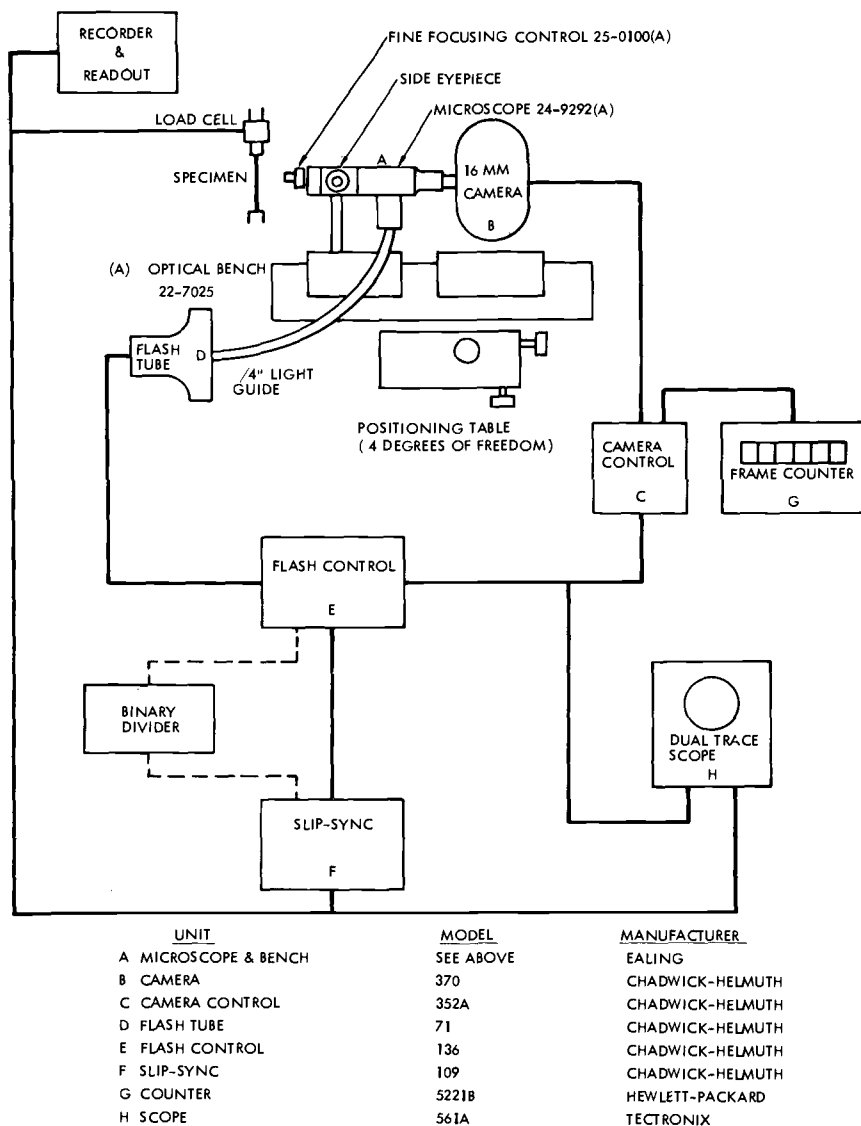 RECORDER
&
READOUT
FINE FOCUSING CONTROL 25-0100(A)
SIDE EYEPIECE
MICROSCOPE 24-9292(A)
LOAD CELL
SPECIMEN
A
16 MM
CAMERA
B
(A) OPTICAL BENCH
22-7025
FLASH
TUBE
D
/4" LIGHT
GUIDE
POSITIONING TABLE
( 4 DEGREES OF FREEDOM)
CAMERA
CONTROL
C
FRAME COUNTER
G
FLASH CONTROL
E
BINARY
DIVIDER
DUAL TRACE
SCOPE
H
SLIP-SYNC
F
UNIT MODEL MANUFACTURER
A MICROSCOPE & BENCH SEE ABOVE EALING
B CAMERA 370 CHADWICK-HELMUTH
C CAMERA CONTROL 352A CHADWICK-HELMUTH
D FLASH TUBE 71 CHADWICK-HELMUTH
E FLASH CONTROL 136 CHADWICK-HELMUTH
F SLIP-SYNC 109 CHADWICK-HELMUTH
G COUNTER 5221B HEWLETT-PACKARD
H SCOPE 561A TECTRONIX